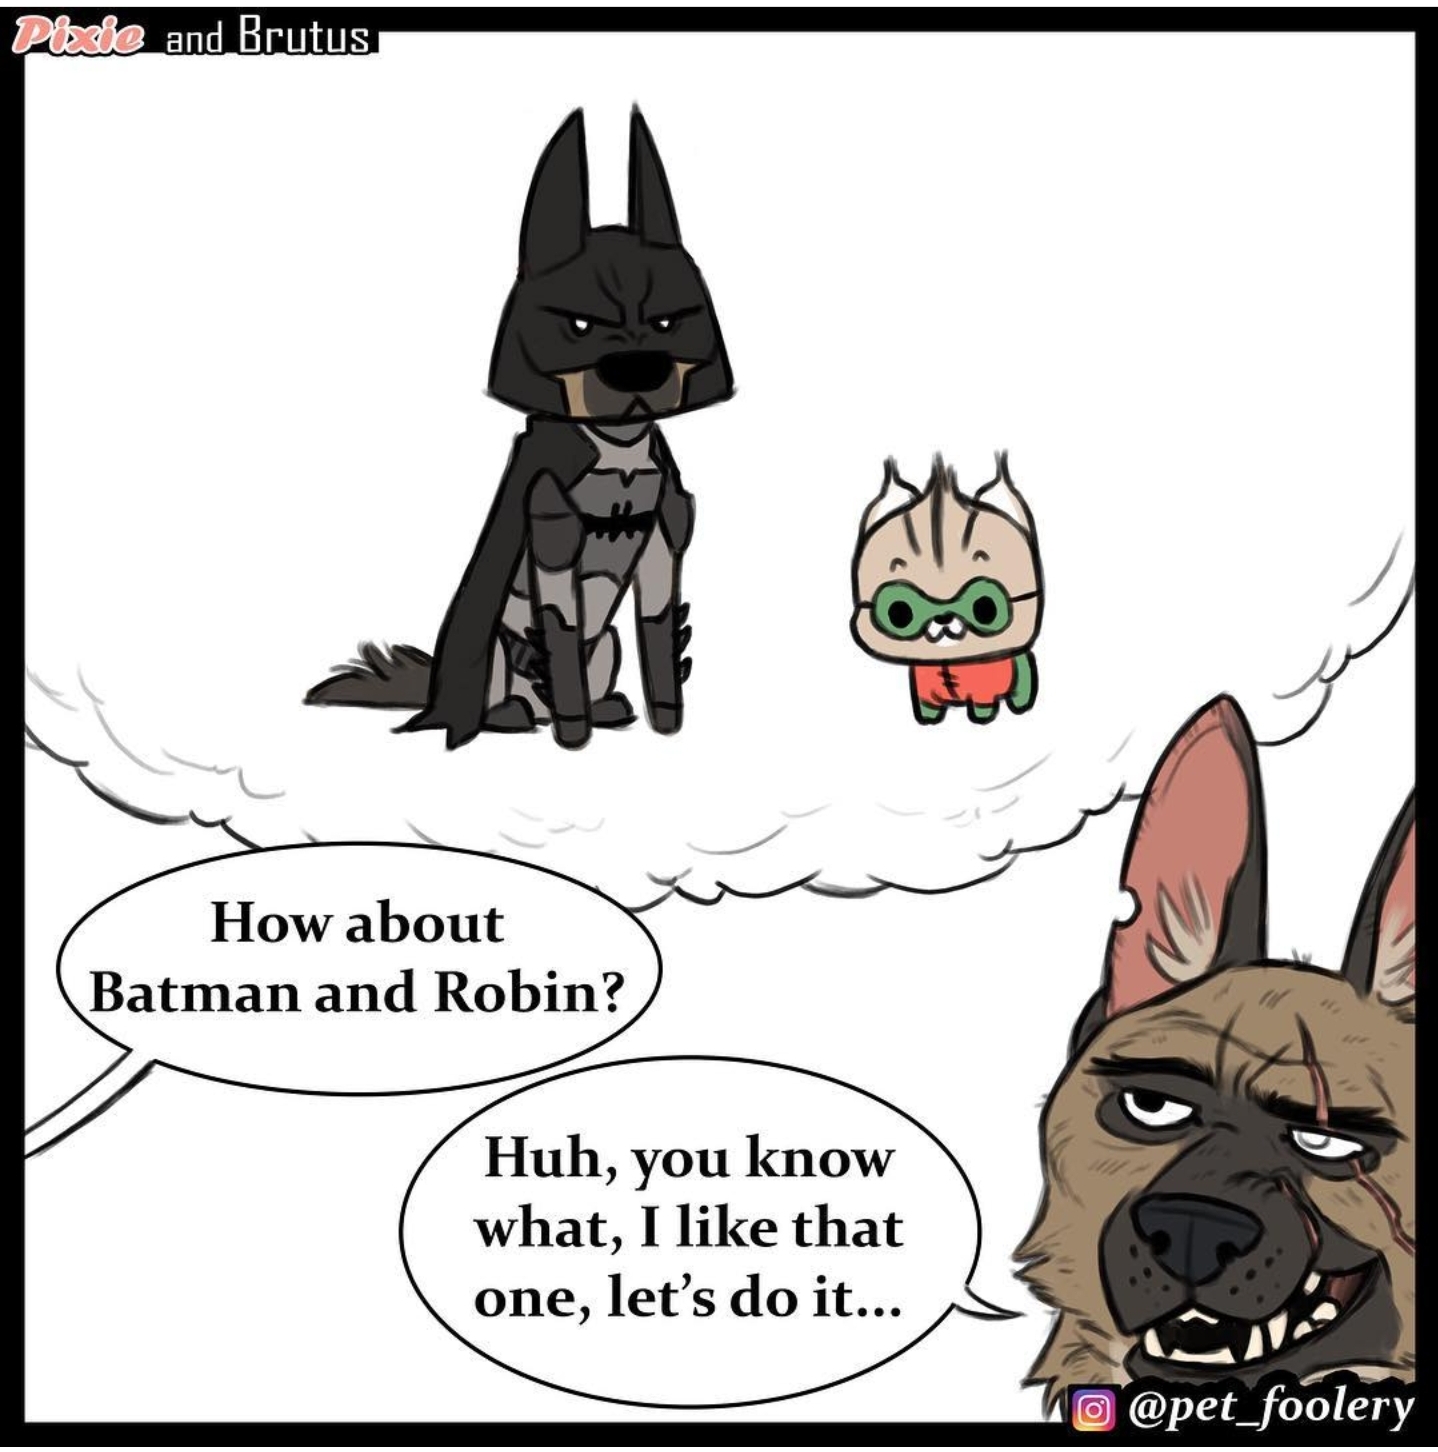 Pixie and Brutus
How about
Batman and Robin?
Huh, you know
what, I like that
one, let’s do it...
@pet_foolery